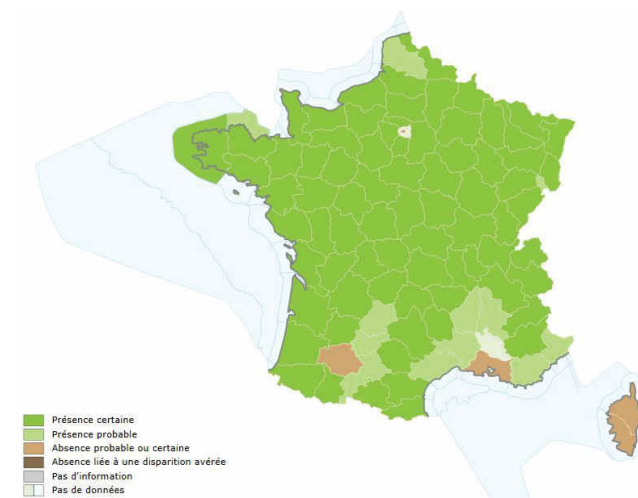 Présence certaine
Présence probable
Absence probable ou certaine
Absence liée à une disparition avérée
Pas d'information
Pas de données